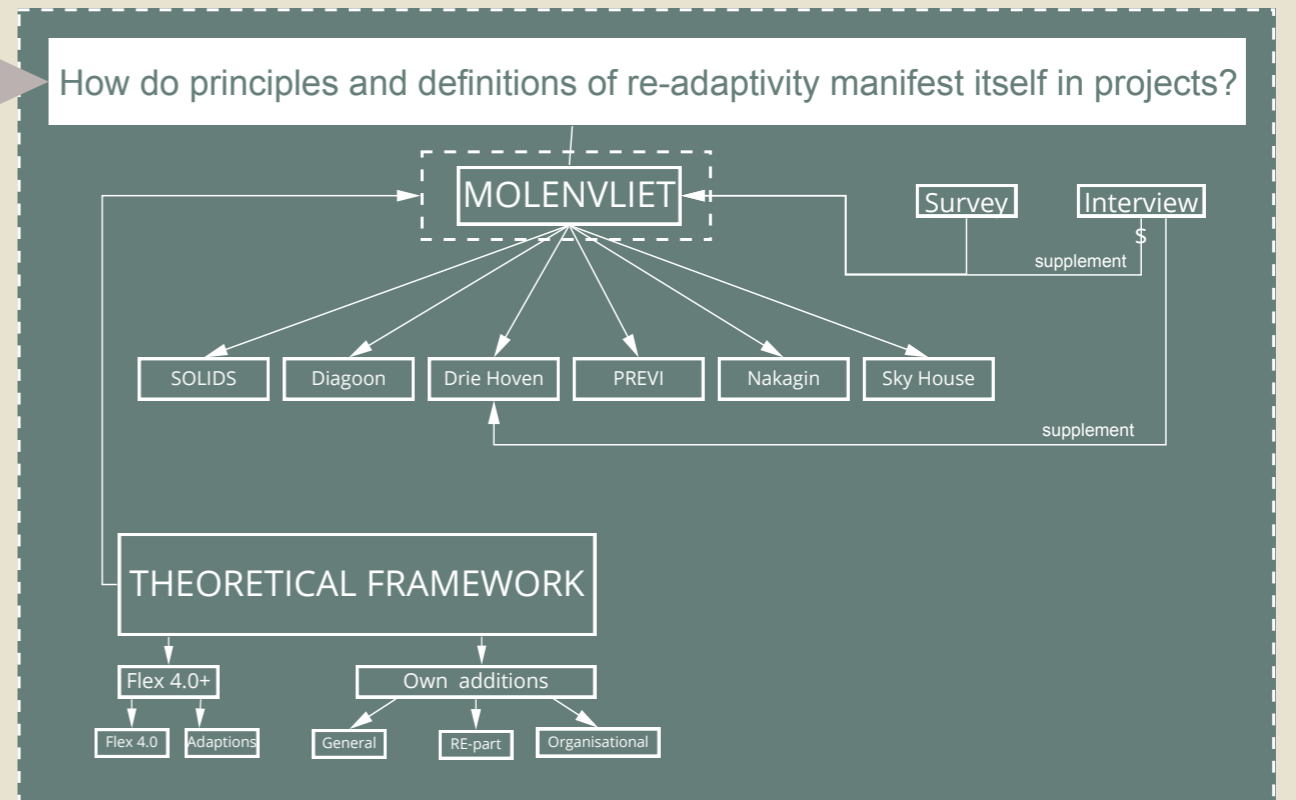 How do principles and definitions of re-adaptivity manifest itself in projects?
MOLENVLIET
Survey
Interview
s
supplement
SOLIDS
Diagoon
Drie Hoven
PREVI
Nakagin
Sky House
supplement
THEORETICAL FRAMEWORK
Flex 4.0+
Own additions
Flex 4.0
Adaptions
General
RE-part
Organisational